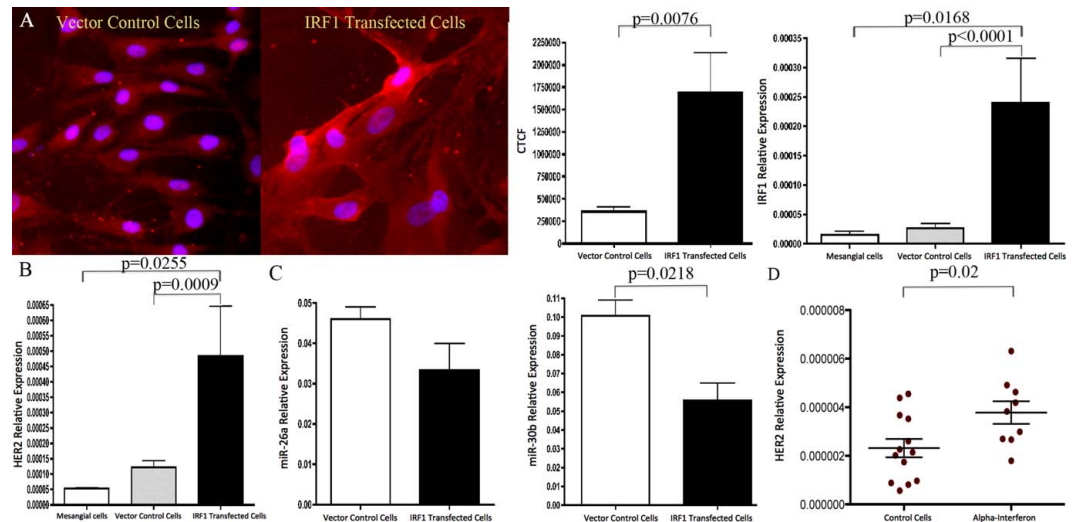 A
Vector Control Cells
IRF1 Transfected Cells
p=0.0076
CTCF
2250000
2000000
1750000
1500000
1250000
1000000
750000
500000
250000
0
Vector Control Cells
IRF1 Transfected Cells
p=0.0168
p<0.0001
IRF1 Relative Expression
0.00035
0.00030
0.00025
0.00020
0.00015
0.00010
0.00005
0.00000
Mesangial Cells
Vector Control Cells
IRF1 Transfected Cells
B
p=0.0255
p=0.0009
HER2 Relative Expression
0.00065
0.00060
0.00055
0.00050
0.00045
0.00040
0.00035
0.00030
0.00025
0.00020
0.00015
0.00010
0.00005
0.00000
Mesangial cells
Vector Control Cells
IRF1 Transfected Cells
C
miR-26a Relative Expression
0.05
0.04
0.03
0.02
0.01
0.00
Vector Control Cells
IRF1 Transfected Cells
p=0.0218
miR-30b Relative Expression
0.11
0.10
0.09
0.08
0.07
0.06
0.05
0.04
0.03
0.02
0.01
0.00
Vector Control Cells
IRF1 Transfected Cells
D
p=0.02
HER2 Relative Expression
0.000008
0.000006
0.000004
0.000002
0.000000
Control Cells
Alpha-Interferon